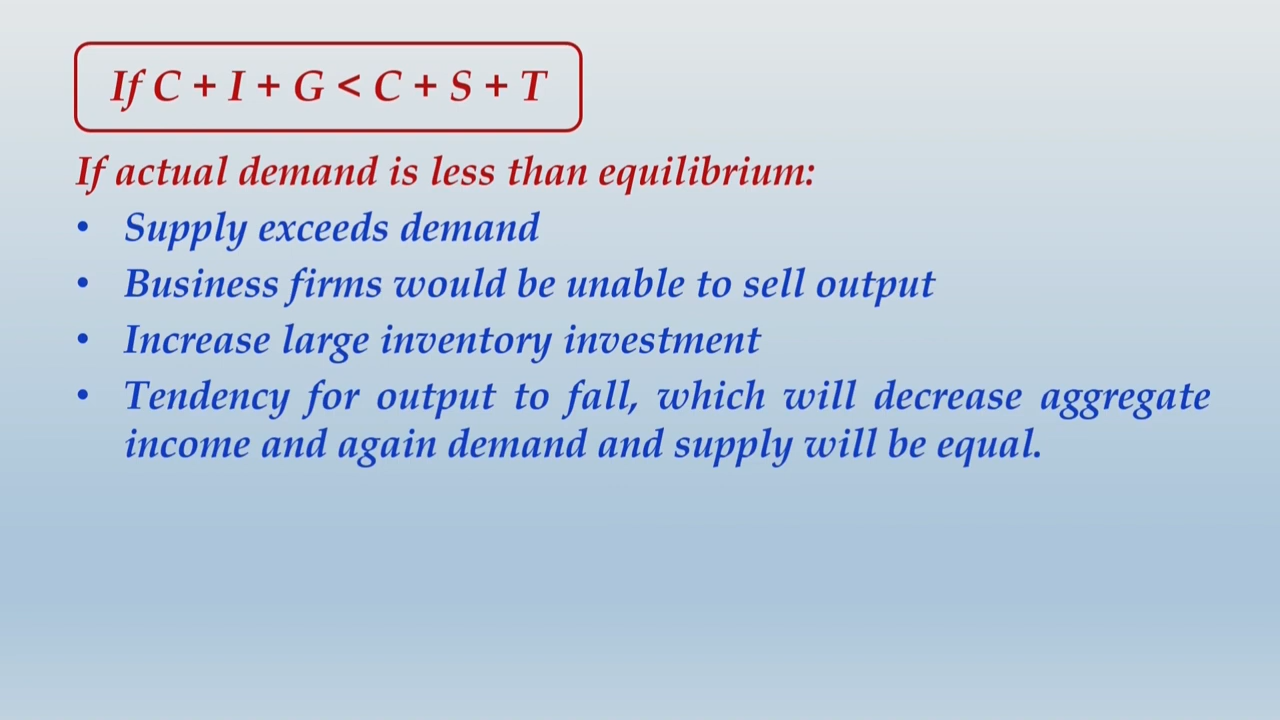 If C + I + G < C + S + T
If actual demand is less than equilibrium:
• Supply exceeds demand
• Business firms would be unable to sell output
• Increase large inventory investment
• Tendency for output to fall, which will decrease aggregate
income and again demand and supply will be equal.